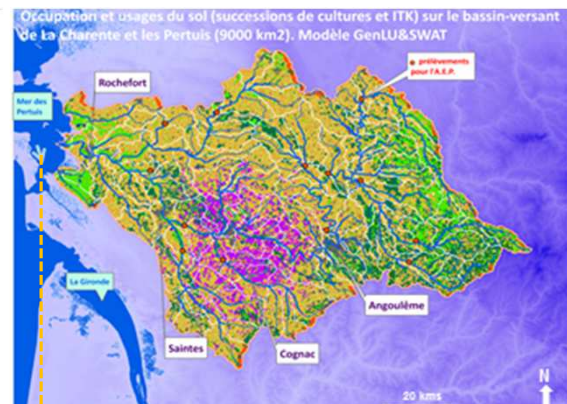 Occupation et usages du sol (successions de cultures et ITK) sur le bassin-versant
de La Charente et les Pertuis (9000 km2). Modèle GenLU&SWAT
prélèvements
pour l'A.E.P.
Rochefort
Mer des
Pertuis
La Gironde
Angoulême
Saintes
Cognac
20 kms
N